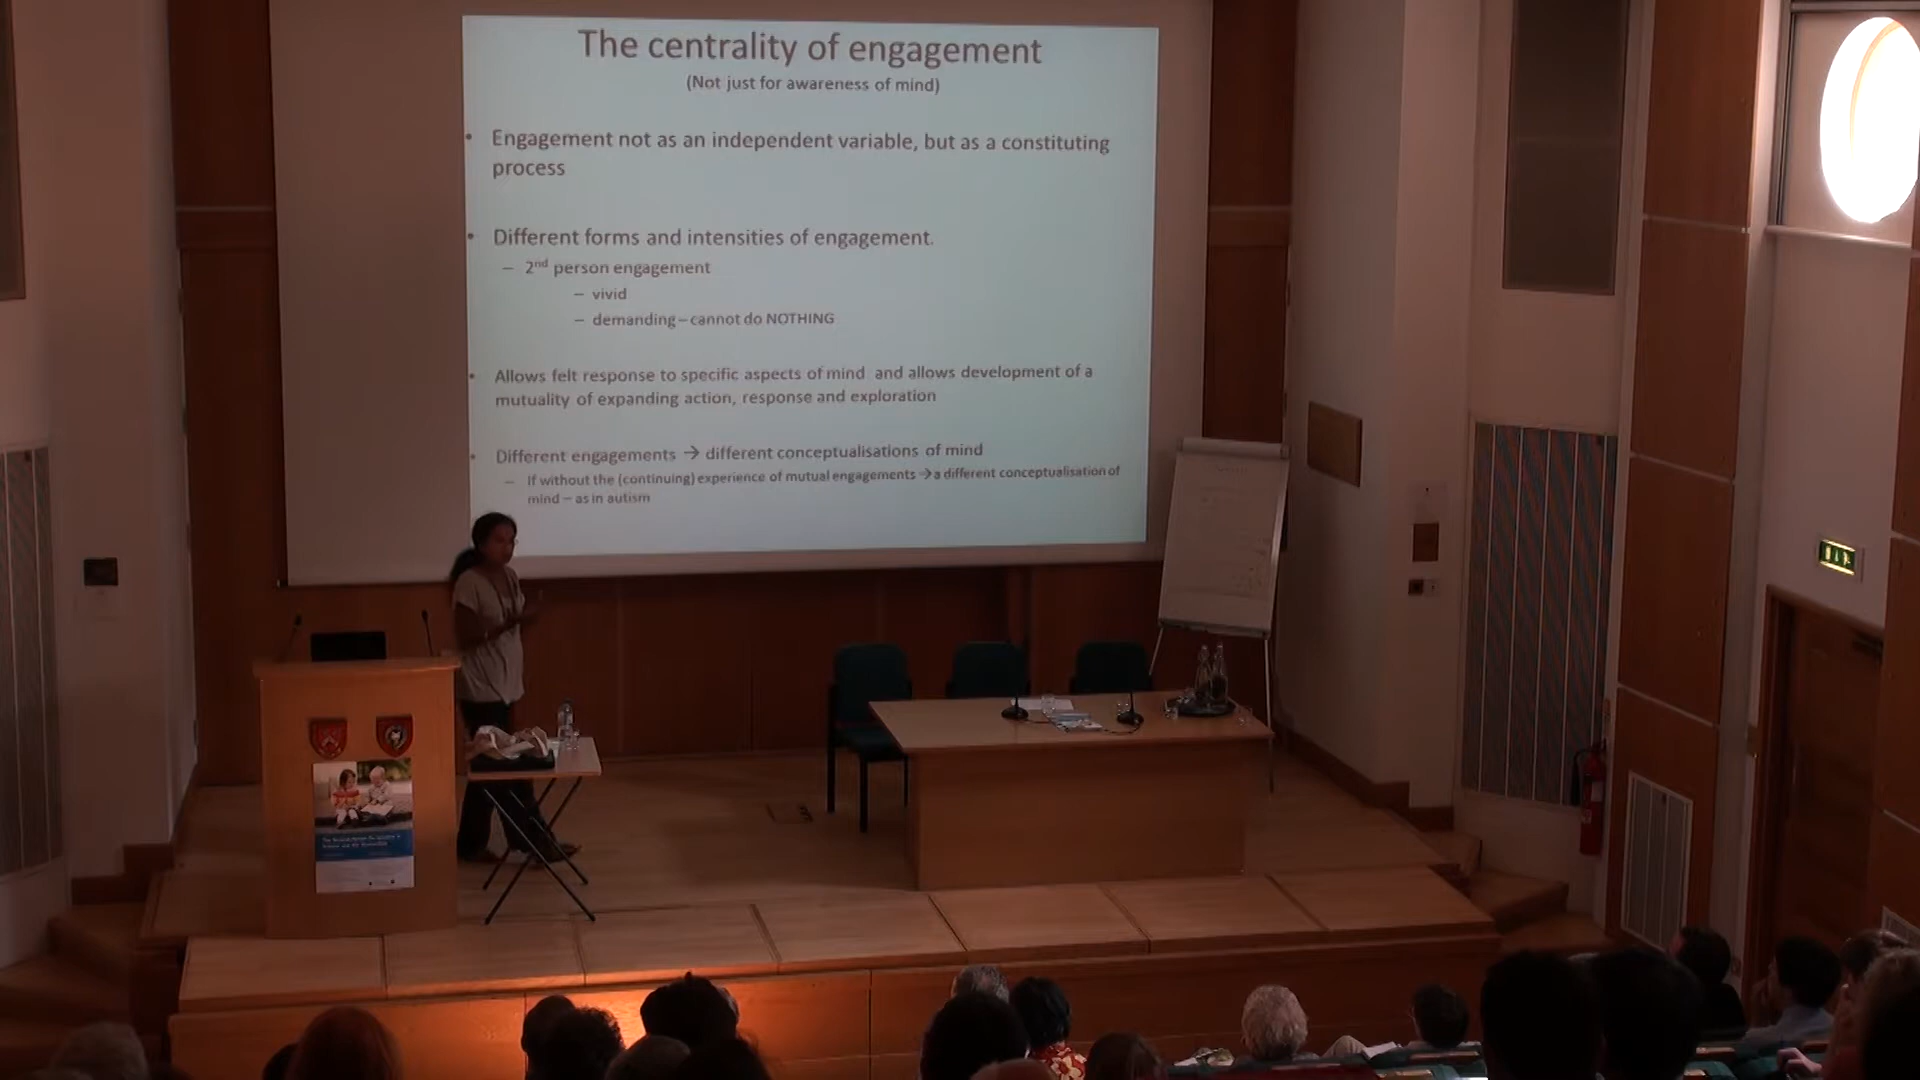 The centrality of engagement
(Not just for awareness of mind)
• Engagement not as an independent variable, but as a constituting
process
• Different forms and intensities of engagement.
– 2nd person engagement
– vivid
– demanding – cannot do NOTHING
• Allows felt response to specific aspects of mind and allows development of a
mutuality of expanding action, response and exploration
• Different engagements → different conceptualisations of mind
– If without the (continuing) experience of mutual engagements → a different conceptualisation of
mind – as in autism